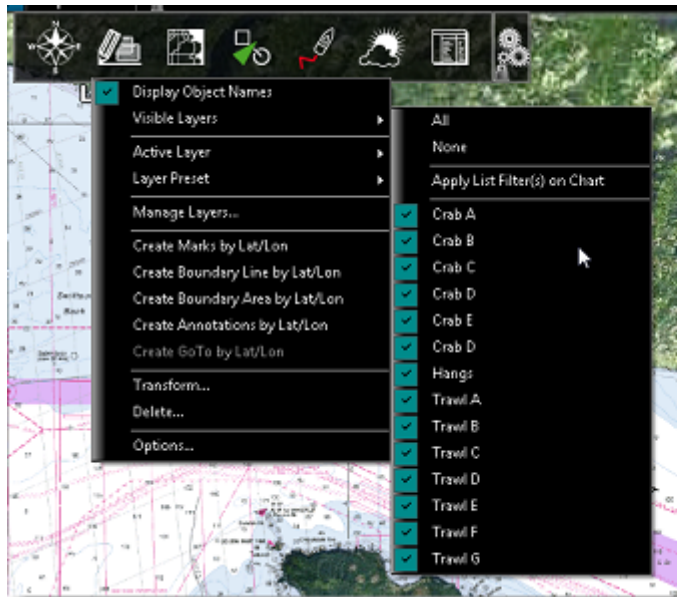 N
L
Display Object Names
Visible Layers
Active Layer
Layer Preset
Manage Layers...
Create Marks by Lat/Lon
Create Boundary Line by Lat/Lon
Create Boundary Area by Lat/Lon
Create Annotations by Lat/Lon
Create GoTo by Lat/Lon
Transform...
Delete...
Options...
All
None
Apply List Filter(s) on Chart
Crab A
Crab B
Crab C
Crab D
Crab E
Crab D
Hangs
Trawl A
Trawl B
Trawl C
Trawl D
Trawl E
Trawl F
Trawl G
Bank